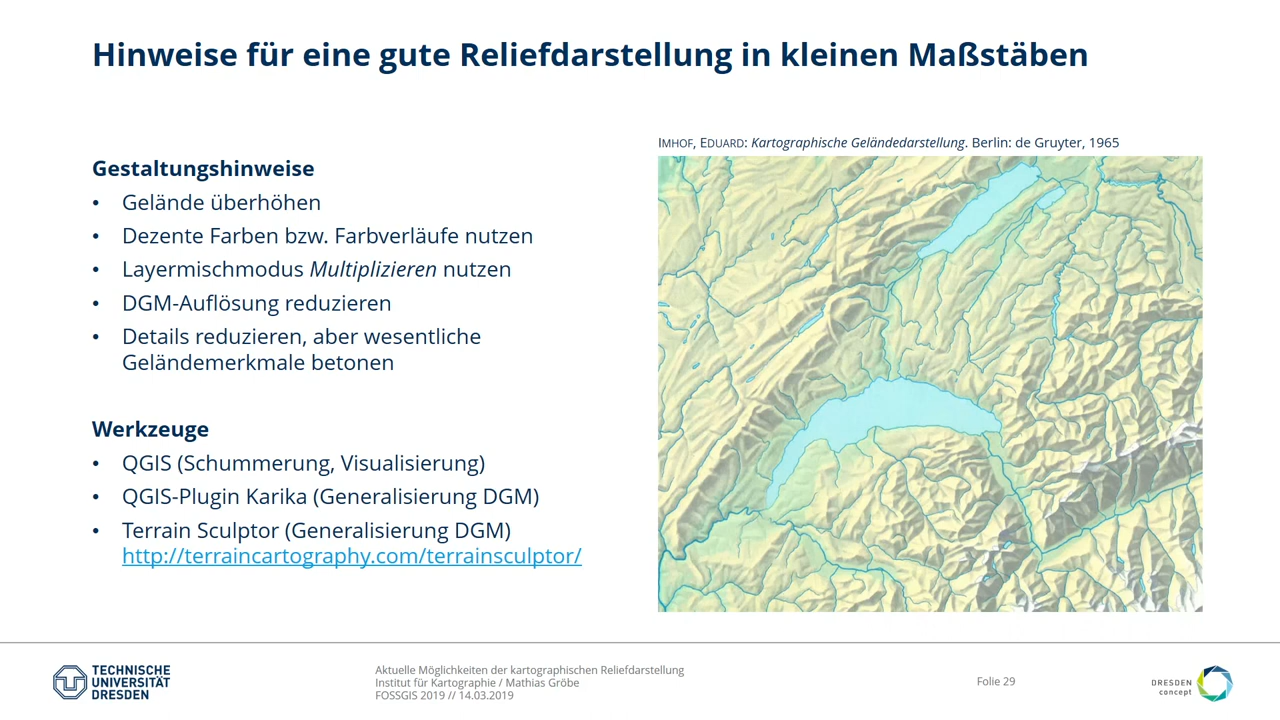 Hinweise für eine gute Reliefdarstellung in kleinen Maßstäben
Gestaltungshinweise
• Gelände überhöhen
• Dezente Farben bzw. Farbverläufe nutzen
• Layermischmodus Multiplizieren nutzen
• DGM-Auflösung reduzieren
• Details reduzieren, aber wesentliche
Geländemerkmale betonen
Werkzeuge
• QGIS (Schummerung, Visualisierung)
• QGIS-Plugin Karika (Generalisierung DGM)
• Terrain Sculptor (Generalisierung DGM)
http://terraincartography.com/terrainsculptor/
IMHOF, EDUARD: Kartographische Geländedarstellung. Berlin: de Gruyter, 1965
TECHNISCHE
UNIVERSITÄT
DRESDEN
Aktuelle Möglichkeiten der kartographischen Reliefdarstellung
Institut für Kartographie / Mathias Gröbe
FOSSGIS 2019 // 14.03.2019
Folie 29
DRESDEN
concept